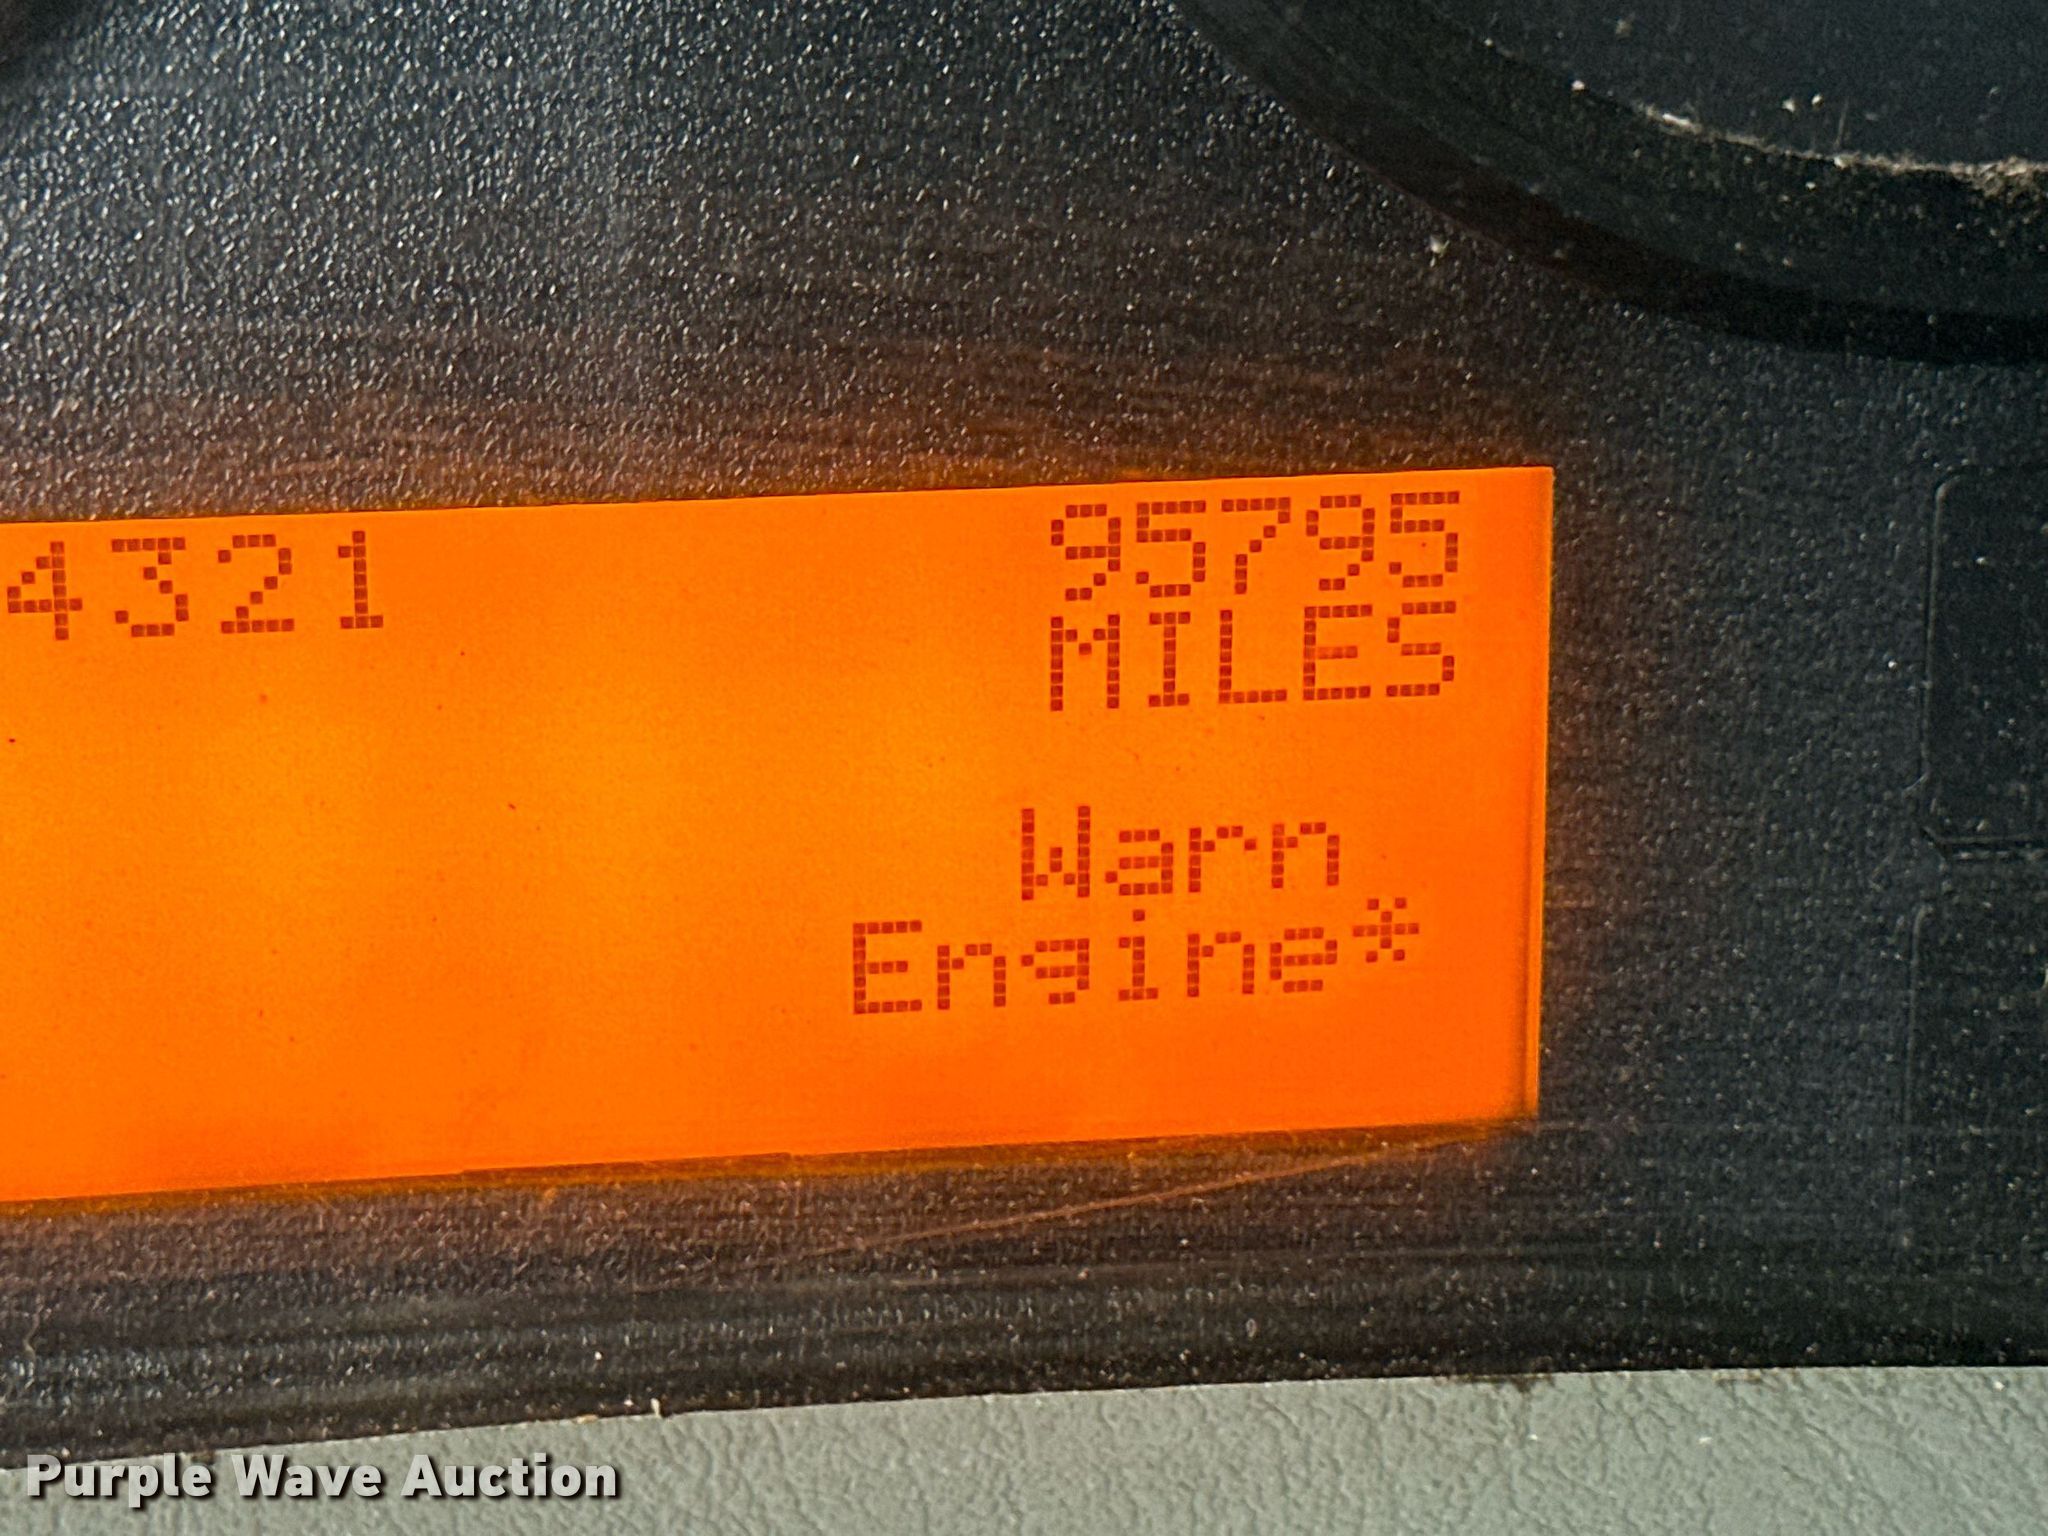 4321
95795
MILES
Warn
Engine*
Purple Wave Auction